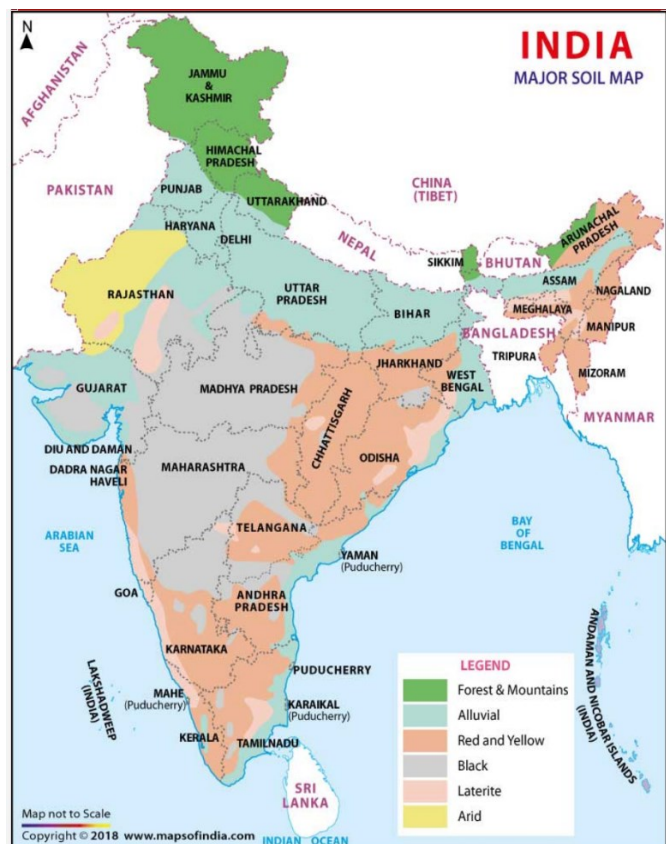 N
INDIA
MAJOR SOIL MAP
AFGHANISTAN
JAMMU
&
KASHMIR
HIMACHAL
PRADESH
PUNJAB
PAKISTAN
UTTARAKHAND
CHINA
(TIBET)
HARYANA
DELHI
NEPAL
ARUNACHAL
PRADESH
SIKKIM
BHUTAN
RAJASTHAN
UTTAR
PRADESH
ASSAM
NAGALAND
BIHAR
MEGHALAYA
BANGLADESH
MANIPUR
TRIPURA
JHARKHAND
WEST
BENGAL
MIZORAM
GUJARAT
MADHYA PRADESH
MYANMAR
CHHATTISGARH
DIU AND DAMAN
DADRA NAGAR
HAVELI
MAHARASHTRA
ODISHA
ARABIAN
SEA
TELANGANA
BAY
OF
BENGAL
YAMAN
(Puducherry)
GOA
ANDHRA
PRADESH
KARNATAKA
PUDUCHERRY
LAKSHADWEEP
(INDIA)
MAHE
(Puducherry)
KARAIKAL
(Puducherry)
KERALA
TAMILNADU
ANDAMAN AND NICOBAR ISLANDS
(INDIA)
SRI
LANKA
LEGEND
Forest & Mountains
Alluvial
Red and Yellow
Black
Laterite
Arid
Map not to Scale
Copyright © 2018 www.mapsofindia.com
INDIAN OCEAN